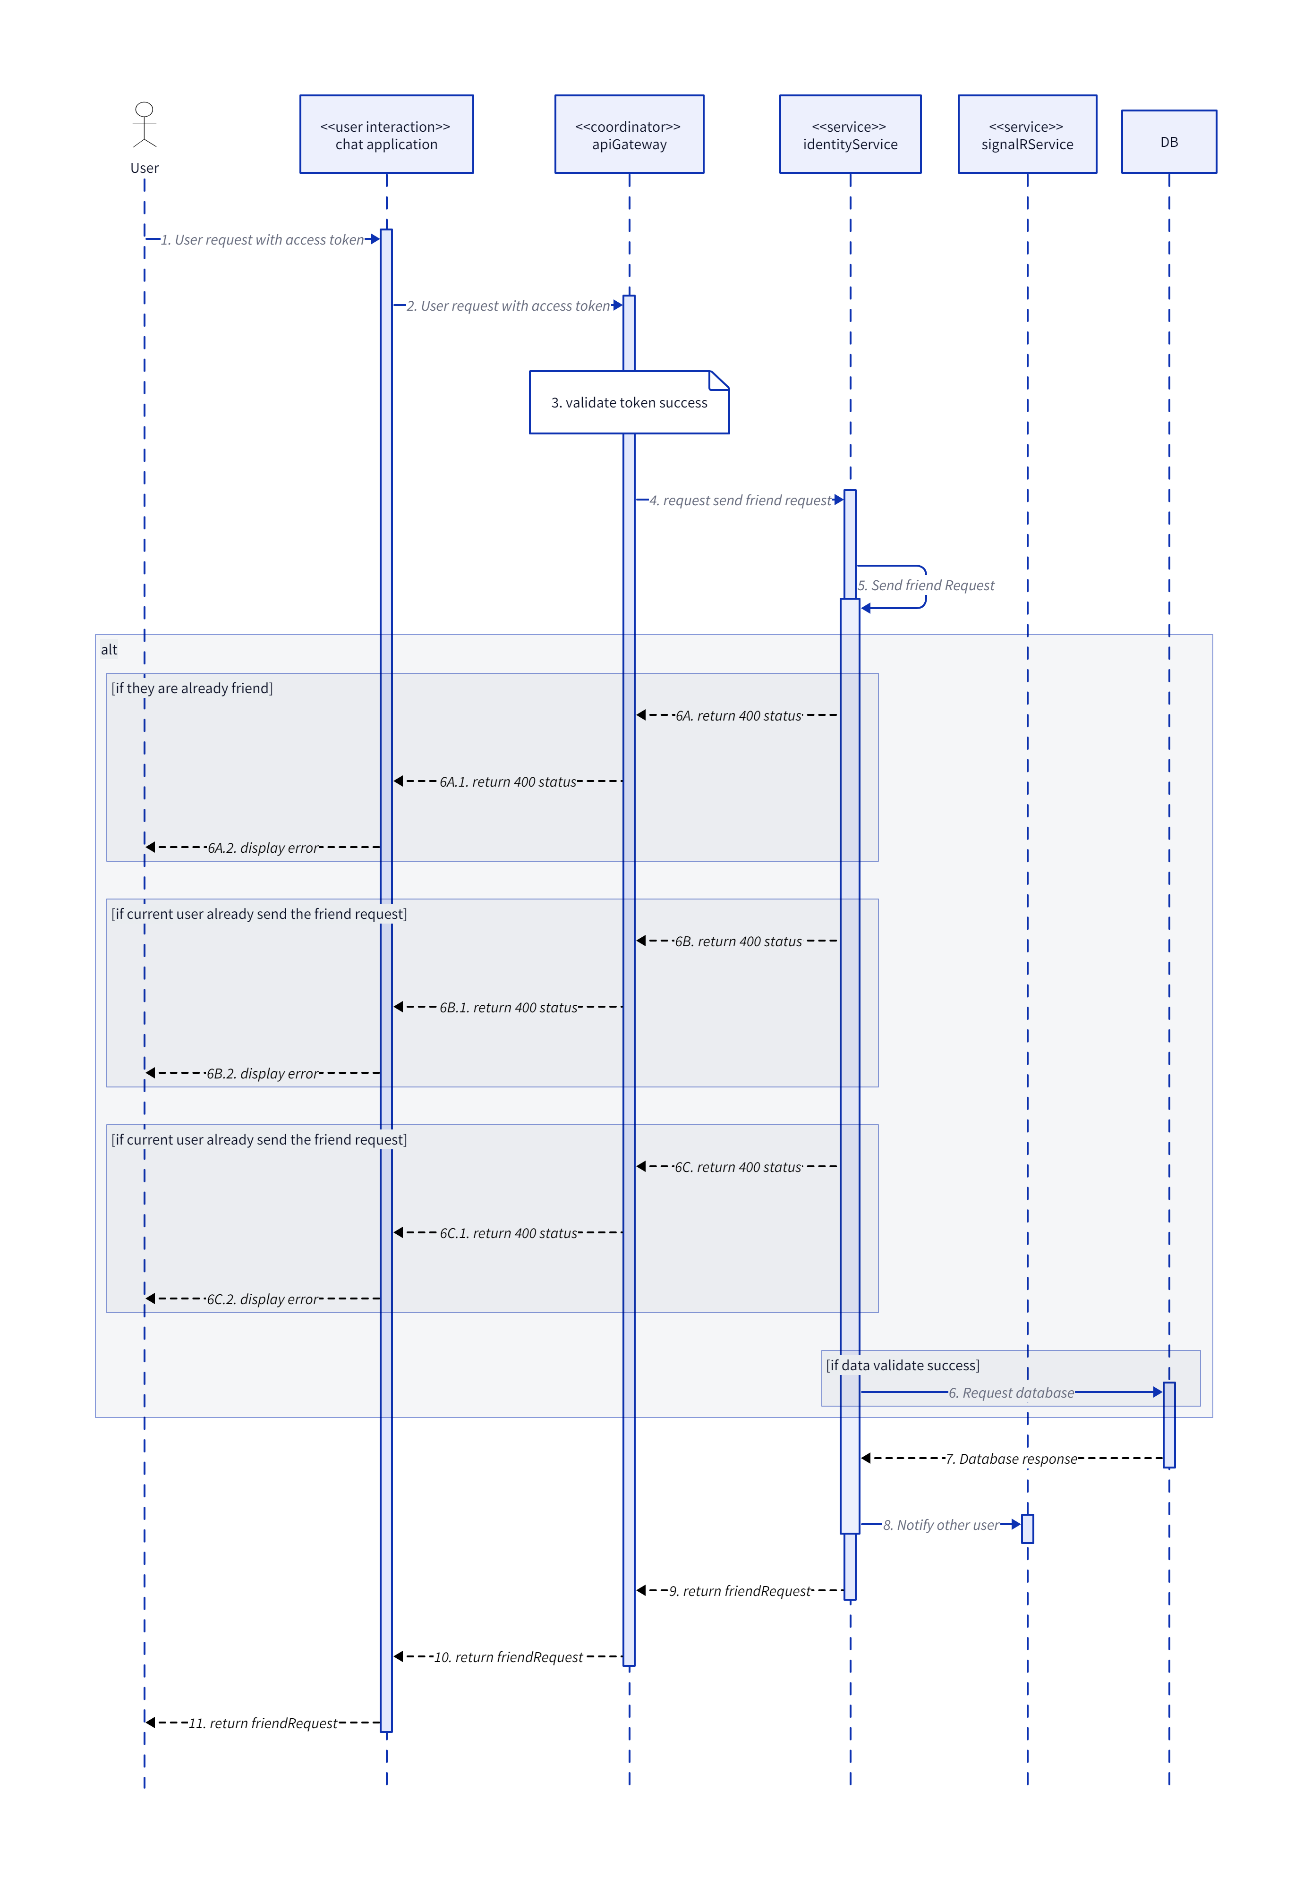 User
<<user interaction>>
chat application
<<coordinator>>
apiGateway
<<service>>
identityService
<<service>>
signalRService
DB
1. User request with access token
2. User request with access token
3. validate token success
4. request send friend request
5. Send friend Request
alt
[if they are already friend]
6A. return 400 status
6A.1. return 400 status
6A.2. display error
[if current user already send the friend request]
6B. return 400 status
6B.1. return 400 status
6B.2. display error
[if current user already send the friend request]
6C. return 400 status
6C.1. return 400 status
6C.2. display error
[if data validate success]
6. Request database
7. Database response
8. Notify other user
9. return friendRequest
10. return friendRequest
11. return friendRequest